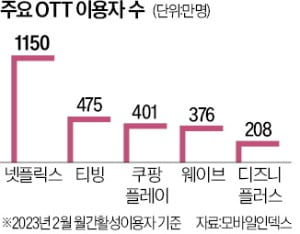 주요 OTT 이용자 수 (단위:만명)
1150
475
401
376
208
넷플릭스
티빙
쿠팡
플레이
웨이브
디즈니
플러스
※2023년 2월 월간활성이용자 기준 자료:모바일인덱스